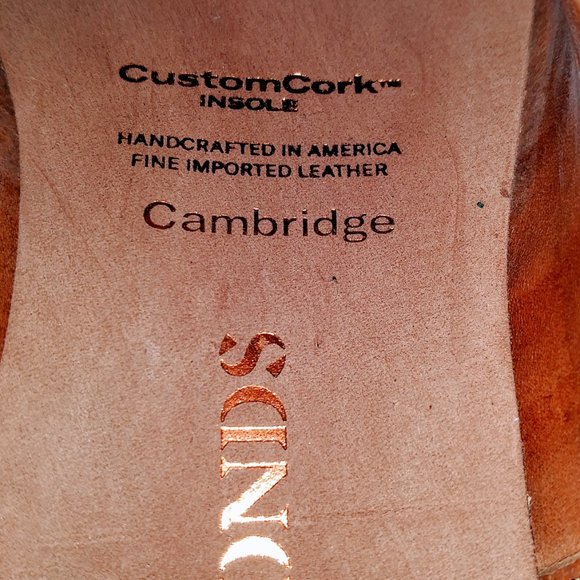 CustomCork™
INSOLE
HANDCRAFTED IN AMERICA
FINE IMPORTED LEATHER
Cambridge
ONDS